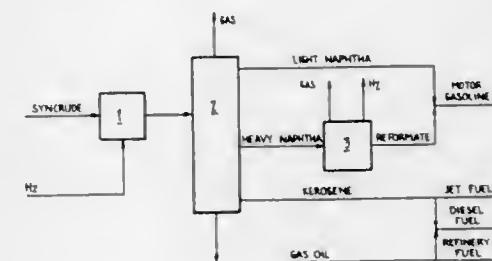 GAS
LIGHT NAPHTHA
GAS
H2
MOTOR
GASOLINE
SYNCRUDE
1
2
3
HEAVY NAPHTHA
REFORMATE
H2
KEROSENE
JET FUEL
DIESEL
FUEL
REFINERY
FUEL
GAS OIL